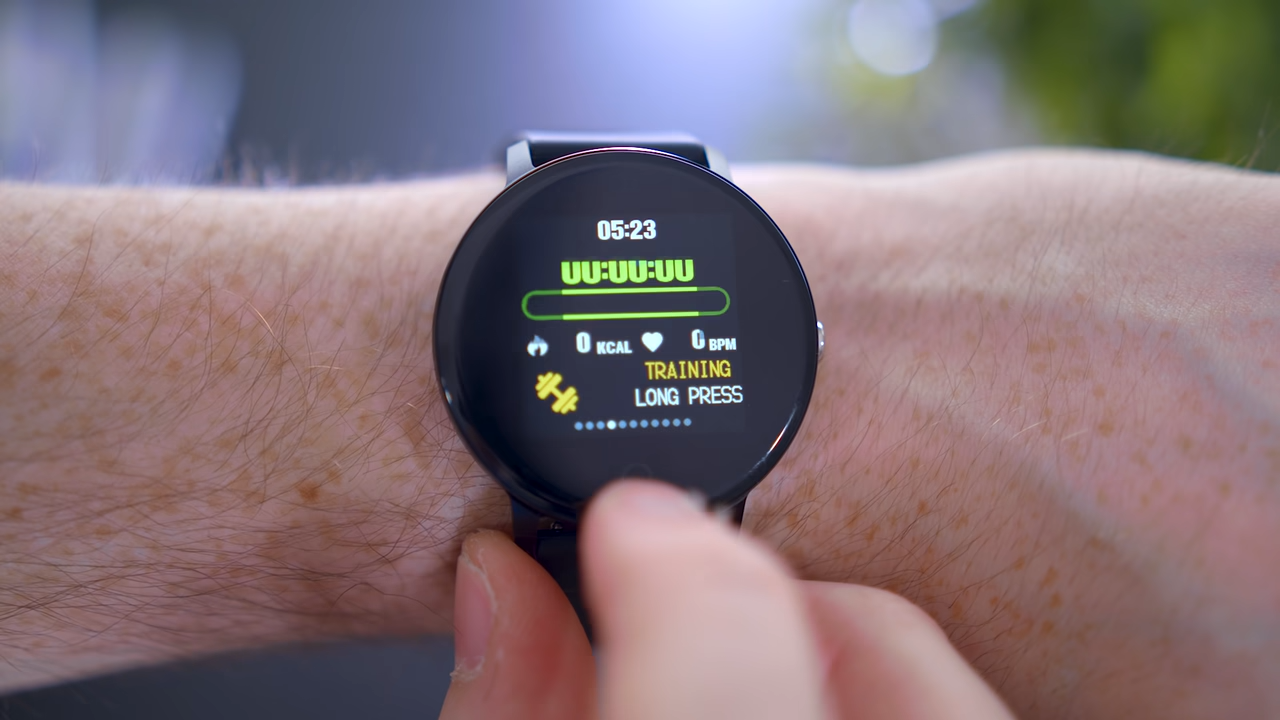 05:23
00:00:00
0 KCAL 0 BPM
TRAINING
LONG PRESS